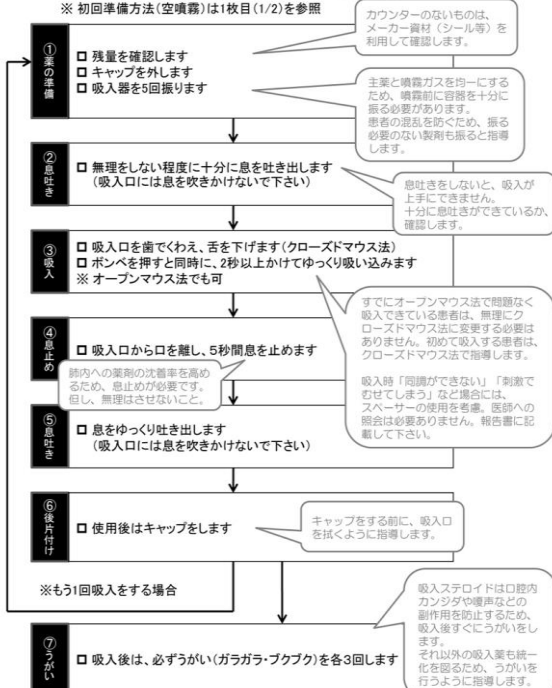 ※ 初回準備方法(空噴霧)は1枚目(1/2)を参照
カウンターのないものは、
メーカー資材(シール等)を
利用して確認します。
①薬の準備
□ 残量を確認します
□ キャップを外します
□ 吸入器を5回振ります
主薬と噴霧ガスを均一にする
ため、噴霧前に容器を十分に
振る必要があります。
患者の混乱を防ぐため、振る
必要のない製剤も振ると指導
します。
②息吐き
□ 無理をしない程度に十分に息を吐き出します
(吸入口には息を吹きかけないで下さい)
息吐きをしないと、吸入が
上手にできません。
十分に息吐きができているか、
確認します。
③吸入
□ 吸入口を歯でくわえ、舌を下げます(クローズドマウス法)
□ ボンベを押すと同時に、2秒以上かけてゆっくり吸い込みます
※ オープンマウス法でも可
すでにオープンマウス法で問題なく
吸入できている患者は、無理にク
ローズドマウス法に変更する必要は
ありません。初めて吸入する患者は、
クローズドマウス法で指導します。
吸入時「同調ができない」「刺激で
むせてしまう」など場合には、
スペーサーの使用を考慮。医師への
照会は必要ありません。報告書に記
載して下さい。
④息止め
□ 吸入口から口を離し、5秒間息を止めます
肺内への薬剤の沈着率を高め
るため、息止めが必要です。
但し、無理はさせないこと。
⑤息吐き
□ 息をゆっくり吐き出します
(吸入口には息を吹きかけないで下さい)
⑥後片付け
□ 使用後はキャップをします
キャップをする前に、吸入口
を拭くように指導します。
※もう1回吸入をする場合
吸入ステロイドは口腔内
カンジダや嗄声などの
副作用を防止するため、
吸入後すぐにうがいをし
ます。
それ以外の吸入薬も統一
化を図るため、うがいを
行うように指導します。
⑦うがい
□ 吸入後は、必ずうがい(ガラガラ・ブクブク)を各3回します